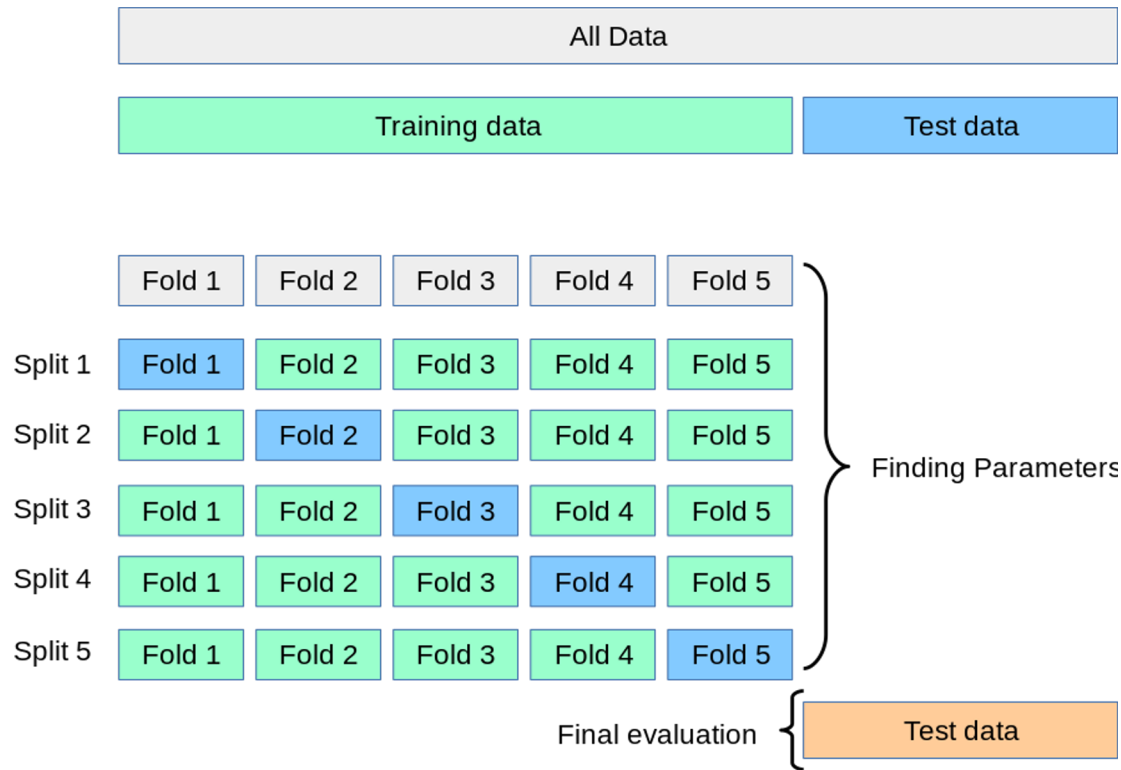 All Data
Training data Test data
Fold 1 Fold 2 Fold 3 Fold 4 Fold 5
Split 1 Fold 1 Fold 2 Fold 3 Fold 4 Fold 5
Split 2 Fold 1 Fold 2 Fold 3 Fold 4 Fold 5
Finding Parameters
Split 3 Fold 1 Fold 2 Fold 3 Fold 4 Fold 5
Split 4 Fold 1 Fold 2 Fold 3 Fold 4 Fold 5
Split 5 Fold 1 Fold 2 Fold 3 Fold 4 Fold 5
Final evaluation Test data